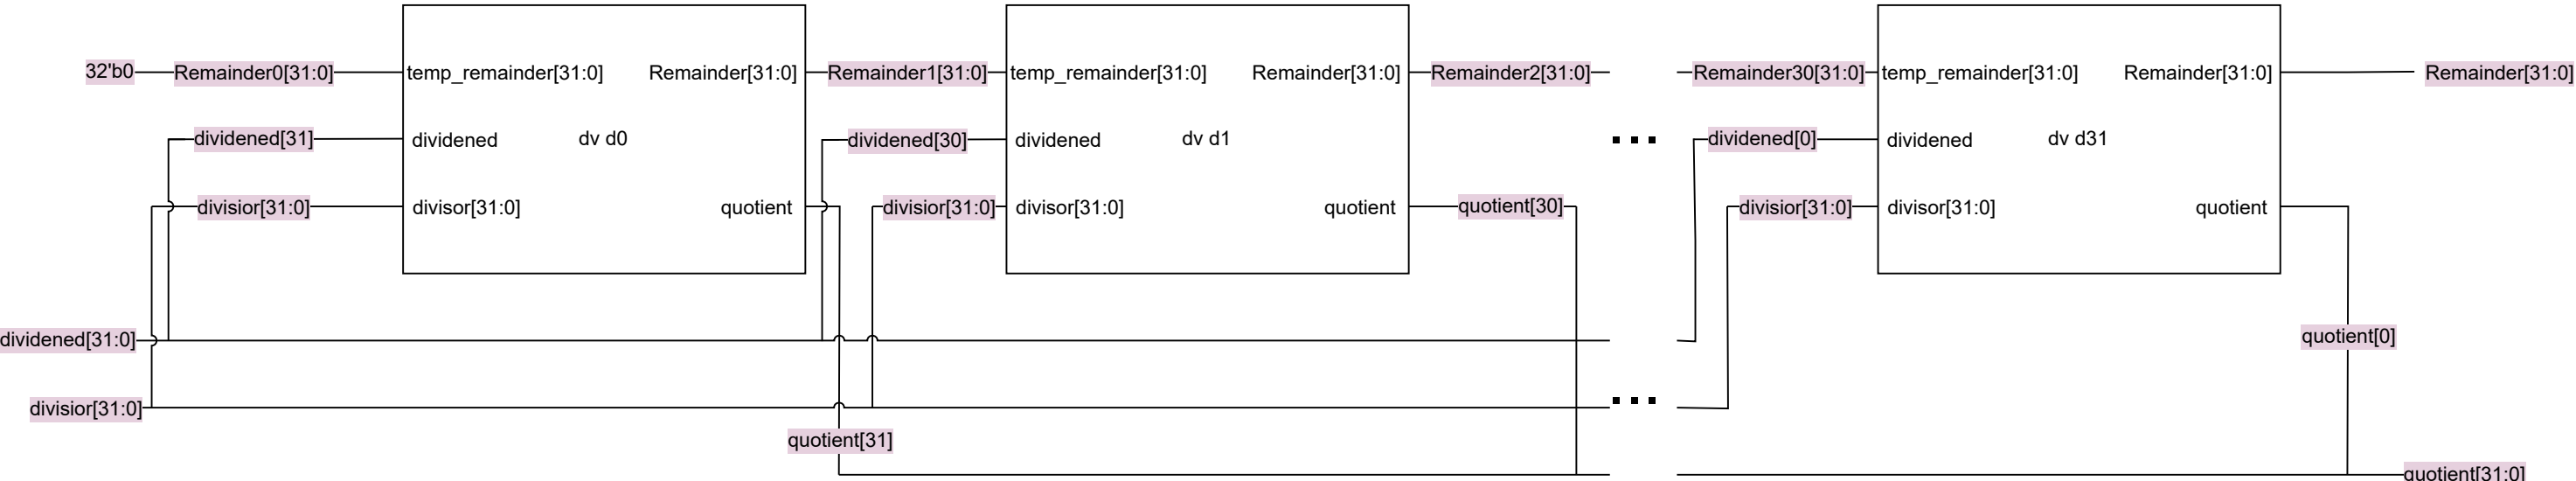 32'b0
Remainder0[31:0]
temp_remainder[31:0]
Remainder[31:0]
Remainder1[31:0]
temp_remainder[31:0]
Remainder[31:0]
Remainder2[31:0]
Remainder30[31:0]
temp_remainder[31:0]
Remainder[31:0]
Remainder[31:0]
dividened[31]
dividened
dv d0
dividened[30]
dividened
dv d1
dividened[0]
dividened
dv d31
divisior[31:0]
divisor[31:0]
quotient
divisior[31:0]
divisor[31:0]
quotient
quotient[30]
divisior[31:0]
divisor[31:0]
quotient
dividened[31:0]
quotient[0]
divisior[31:0]
quotient[31]
quotient[31:0]